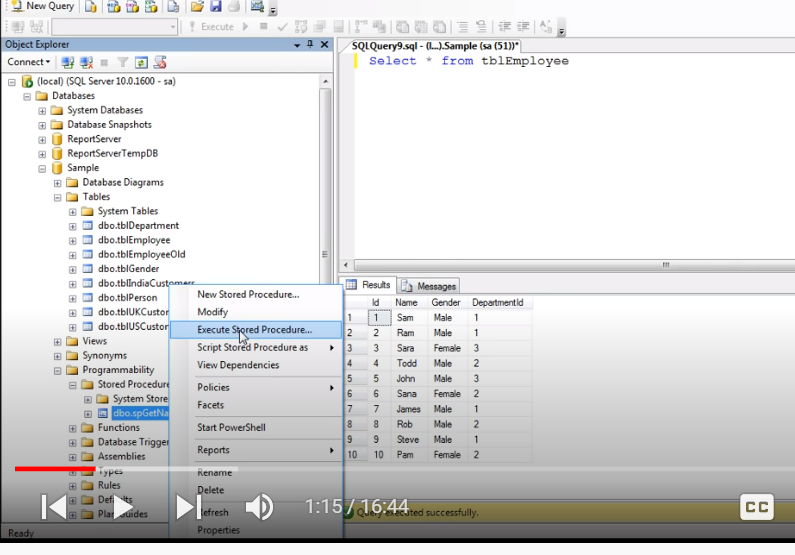 New Query
Execute
Object Explorer
Connect
(local) (SQL Server 10.0.1600 - sa)
Databases
System Databases
Database Snapshots
ReportServer
ReportServerTempDB
Sample
Database Diagrams
Tables
System Tables
dbo.tblDepartment
dbo.tblEmployee
dbo.tblEmployeeOld
dbo.tblGender
dbo.tblIndiaCustomers
dbo.tblPerson
dbo.tblUKCustor
dbo.tblUSCustor
Views
Synonyms
Programmability
Stored Procedure
System Store
dbo.spGetNa
Functions
Database Trigger
Assemblies
Types
Rules
Defaults
Plan Guides
Ready
New Stored Procedure...
Modify
Execute Stored Procedure...
Script Stored Procedure as
View Dependencies
Policies
Facets
Start PowerShell
Reports
Rename
Delete
Refresh
Properties
SQLQuery9.sql - (l...).Sample (sa (51))*
Select * from tblEmployee
Results Messages
Id Name Gender DepartmentId
1 1 Sam Male 1
2 2 Ram Male 1
3 3 Sara Female 3
4 4 Todd Male 2
5 5 John Male 3
6 6 Sana Female 2
7 7 James Male 1
8 8 Rob Male 2
9 9 Steve Male 1
10 10 Pam Female 2
Query executed successfully.
1:15 / 16:44
CC